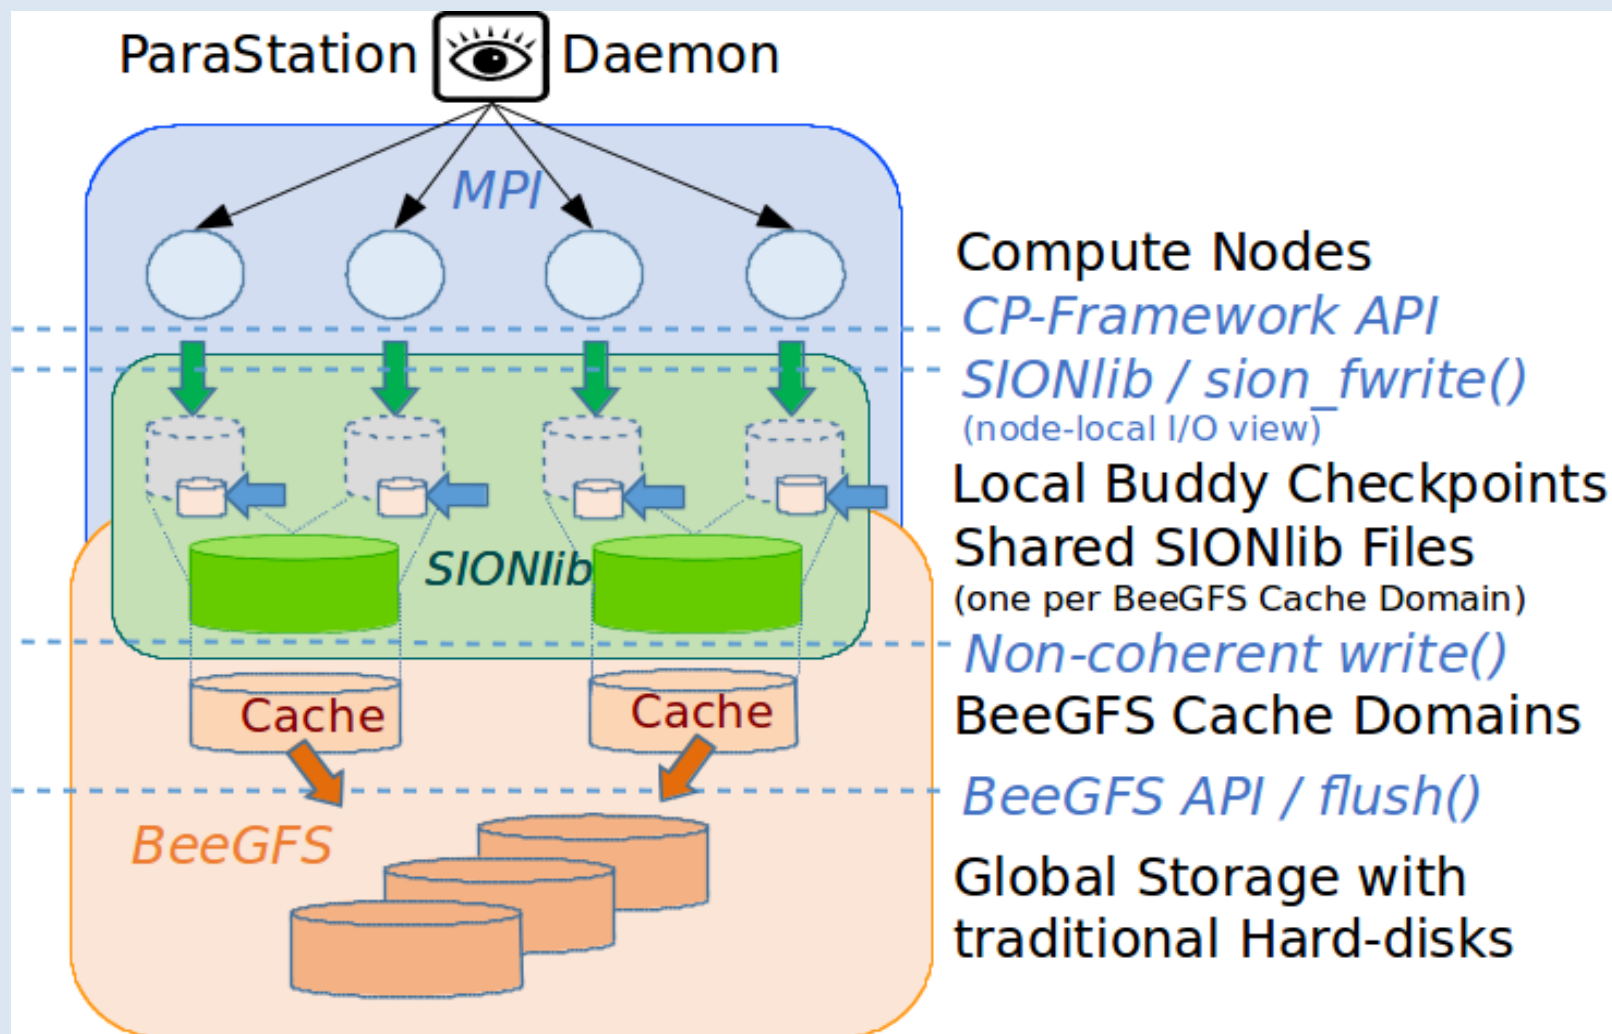 ParaStation Daemon
MPI
Compute Nodes
CP-Framework API
SIONlib / sion_fwrite()
(node-local I/O view)
Local Buddy Checkpoints
Shared SIONlib Files
SIONlib
(one per BeeGFS Cache Domain)
Non-coherent write()
Cache
Cache
BeeGFS Cache Domains
BeeGFS API / flush()
BeeGFS
Global Storage with
traditional Hard-disks